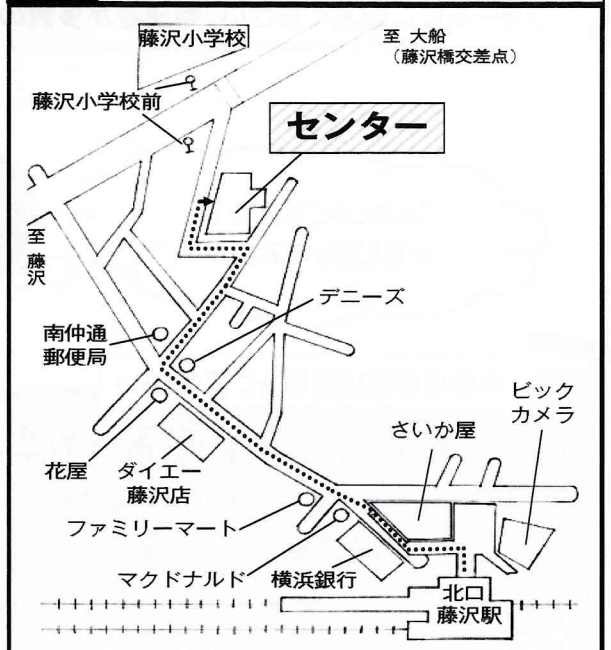 藤沢小学校
至 大船
(藤沢橋交差点)
藤沢小学校前
センター
至 藤沢
デニーズ
南仲通
郵便局
ビック
カメラ
さいか屋
花屋
ダイエー
藤沢店
ファミリーマート
マクドナルド
横浜銀行
北口
藤沢駅